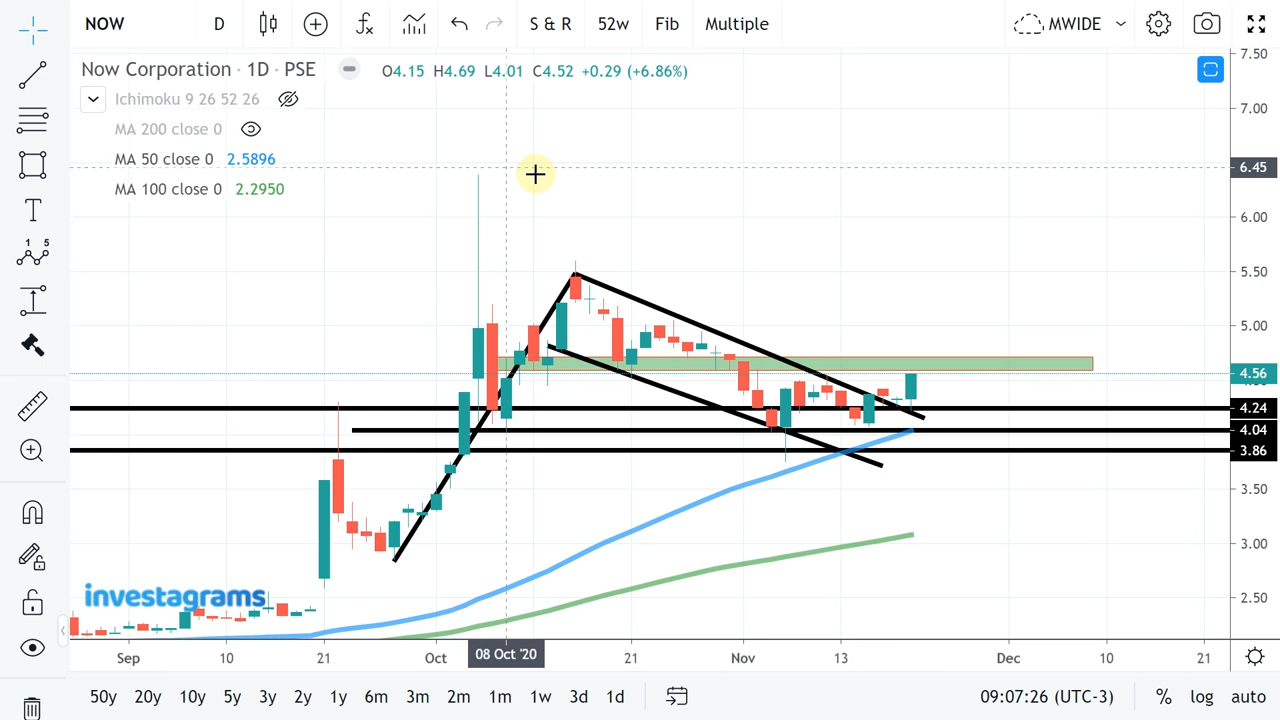 NOW D S & R 52w Fib Multiple MWIDE
Now Corporation · 1D · PSE O4.15 H4.69 L4.01 C4.52 +0.29 (+6.86%)
Ichimoku 9 26 52 26
MA 200 close 0
MA 50 close 0 2.5896
MA 100 close 0 2.2950
7.50
7.00
6.45
6.00
5.50
5.00
4.56
4.24
4.04
3.86
3.50
3.00
2.50
1 5
investagrams
Sep 10 21 Oct 08 Oct '20 21 Nov 13 Dec 10 21
50y 20y 10y 5y 3y 2y 1y 6m 3m 2m 1m 1w 3d 1d 09:07:26 (UTC-3) % log auto